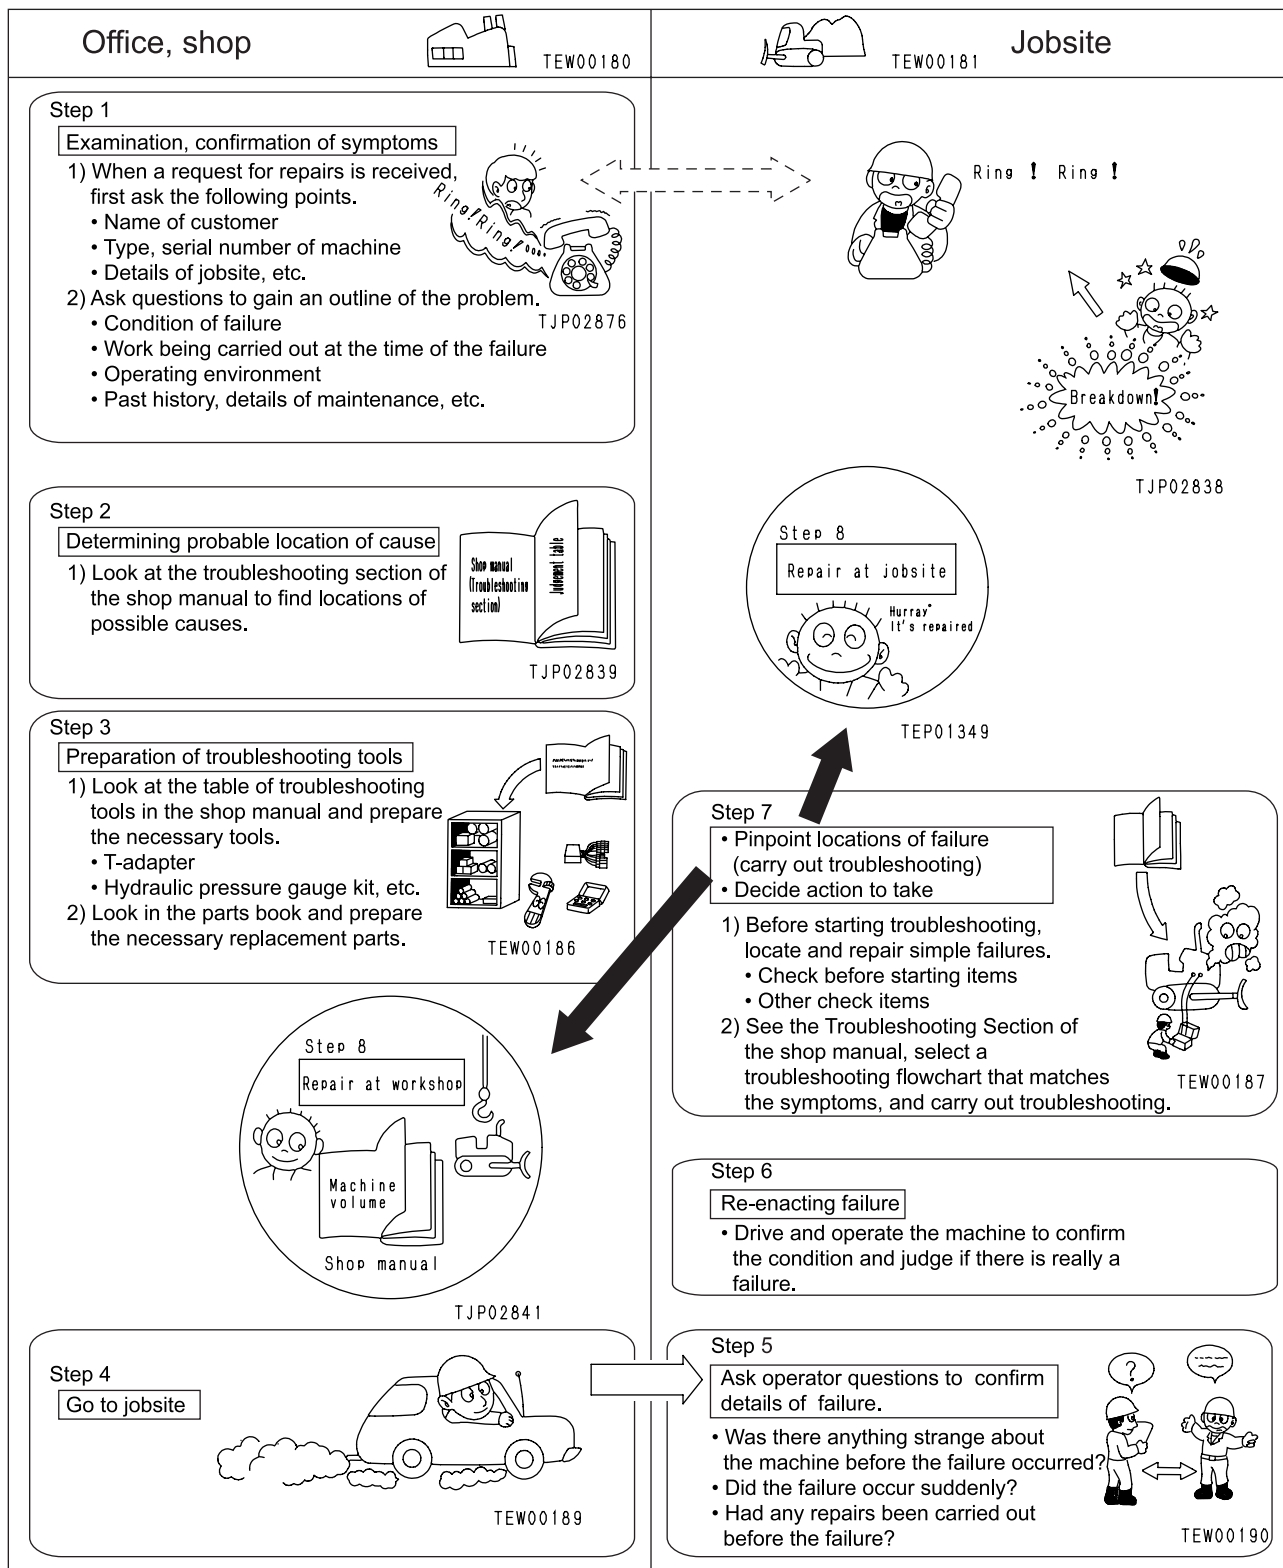 Office, shop
TEW00180
TEW00181
Jobsite
Step 1
Examination, confirmation of symptoms
1) When a request for repairs is received,
first ask the following points.
• Name of customer
• Type, serial number of machine
• Details of jobsite, etc.
2) Ask questions to gain an outline of the problem.
• Condition of failure
• Work being carried out at the time of the failure
• Operating environment
• Past history, details of maintenance, etc.
Ring!Ring!....
TJP02876
Ring ! Ring !
Breakdown!
TJP02838
Step 2
Determining probable location of cause
1) Look at the troubleshooting section of
the shop manual to find locations of
possible causes.
Shop manual
(Troubleshooting
section)
Judgement table
TJP02839
Step 8
Repair at jobsite
Hurray"
It's repaired
TEP01349
Step 3
Preparation of troubleshooting tools
1) Look at the table of troubleshooting
tools in the shop manual and prepare
the necessary tools.
• T-adapter
• Hydraulic pressure gauge kit, etc.
2) Look in the parts book and prepare
the necessary replacement parts.
TEW00186
Step 7
• Pinpoint locations of failure
(carry out troubleshooting)
• Decide action to take
1) Before starting troubleshooting,
locate and repair simple failures.
• Check before starting items
• Other check items
2) See the Troubleshooting Section of
the shop manual, select a
troubleshooting flowchart that matches
the symptoms, and carry out troubleshooting.
TEW00187
Step 8
Repair at workshop
Machine
volume
Shop manual
TJP02841
Step 6
Re-enacting failure
• Drive and operate the machine to confirm
the condition and judge if there is really a
failure.
Step 4
Go to jobsite
TEW00189
Step 5
Ask operator questions to confirm
details of failure.
• Was there anything strange about
the machine before the failure occurred?
• Did the failure occur suddenly?
• Had any repairs been carried out
before the failure?
?
TEW00190